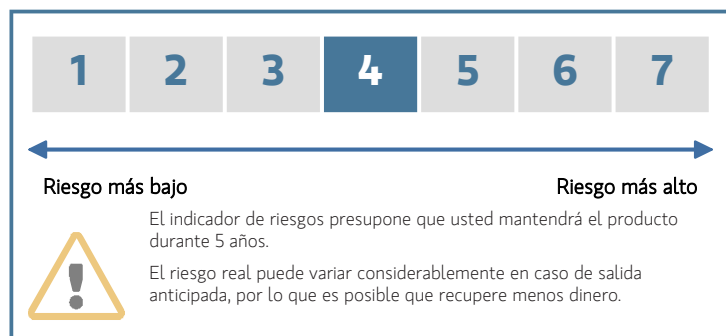 1 2 3 4 5 6 7
Riesgo más bajo Riesgo más alto
El indicador de riesgos presupone que usted mantendrá el producto
durante 5 años.
El riesgo real puede variar considerablemente en caso de salida
anticipada, por lo que es posible que recupere menos dinero.